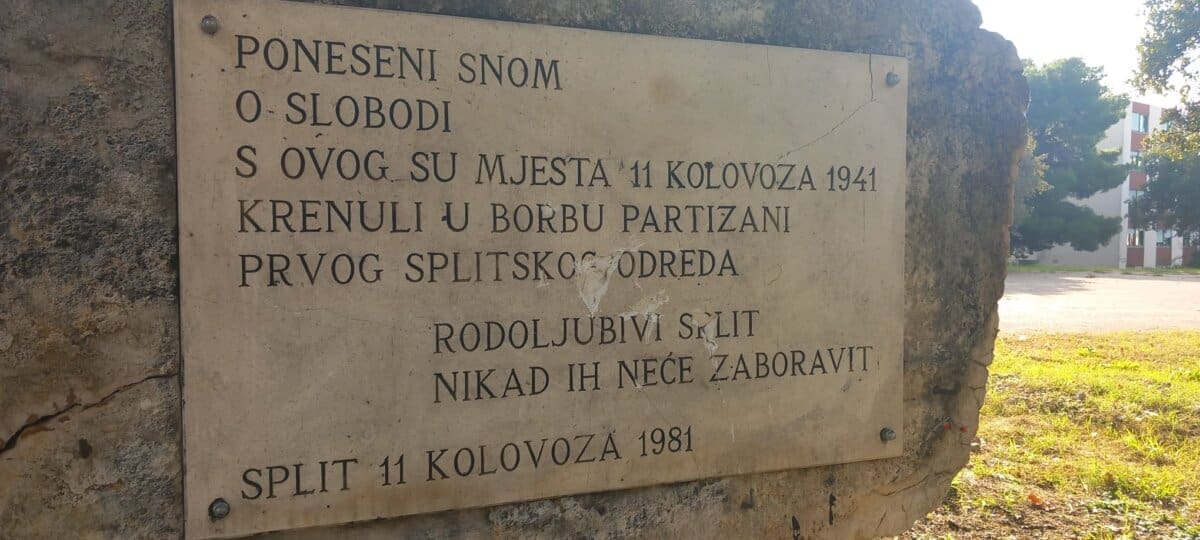 PONESENI SNOM
O SLOBODI
S OVOG SU MJESTA 11 KOLOVOZA 1941
KRENULI U BORBU PARTIZANI
PRVOG SPLITSKOG ODREDA
RODOLJUBIVI SPLIT
NIKAD IH NEĆE ZABORAVIT
SPLIT 11 KOLOVOZA 1981